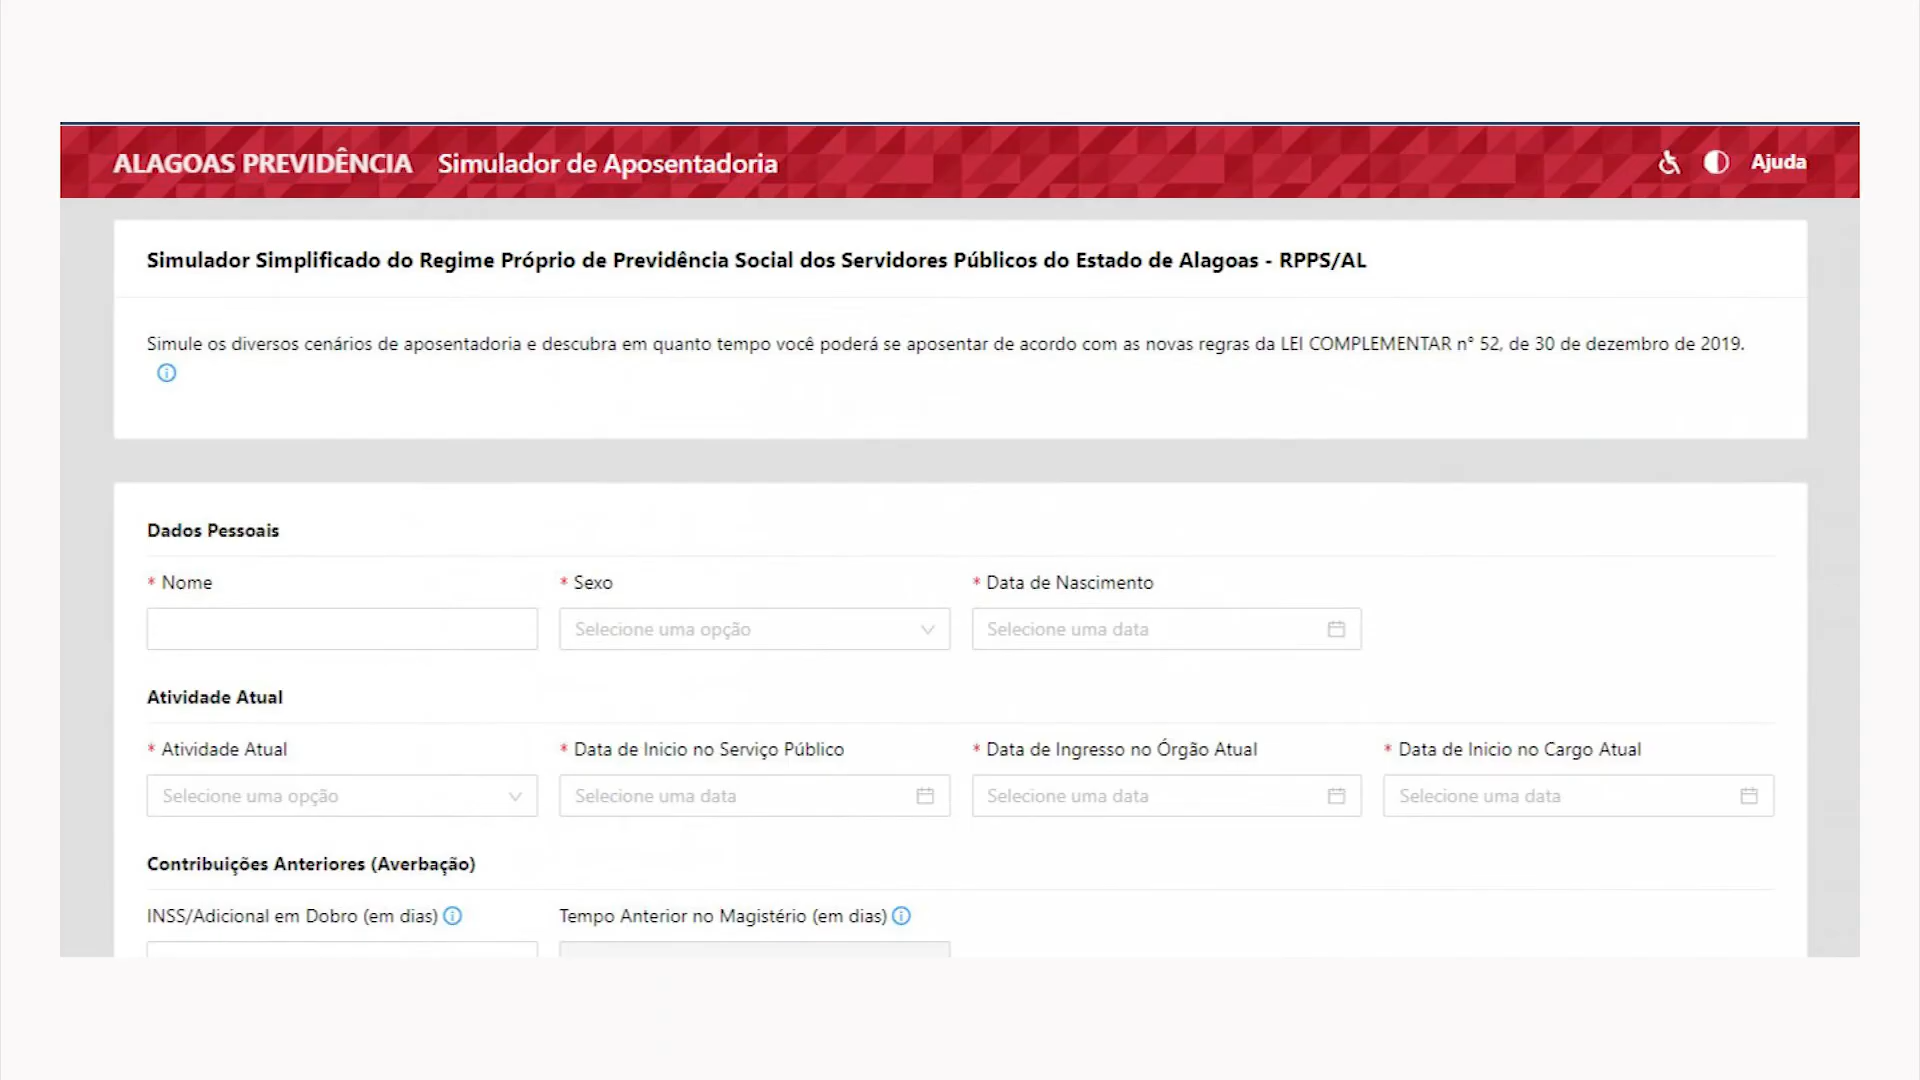 ALAGOAS PREVIDÊNCIA Simulador de Aposentadoria Ajuda
Simulador Simplificado do Regime Próprio de Previdência Social dos Servidores Públicos do Estado de Alagoas - RPPS/AL
Simule os diversos cenários de aposentadoria e descubra em quanto tempo você poderá se aposentar de acordo com as novas regras da LEI COMPLEMENTAR n° 52, de 30 de dezembro de 2019.
Dados Pessoais
* Nome * Sexo * Data de Nascimento
Selecione uma opção Selecione uma data
Atividade Atual
* Atividade Atual * Data de Inicio no Serviço Público * Data de Ingresso no Órgão Atual * Data de Inicio no Cargo Atual
Selecione uma opção Selecione uma data Selecione uma data Selecione uma data
Contribuições Anteriores (Averbação)
INSS/Adicional em Dobro (em dias) Tempo Anterior no Magistério (em dias)